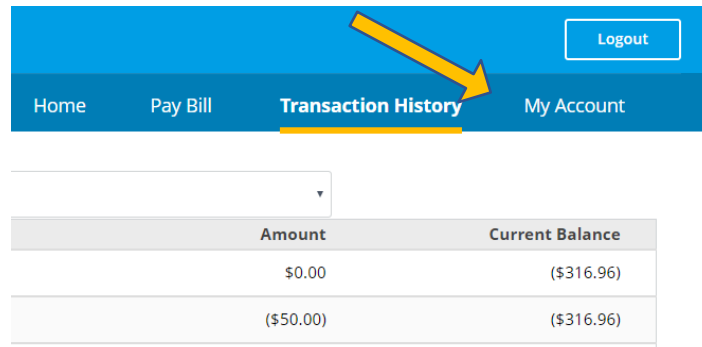 Logout
Home Pay Bill Transaction History My Account
Amount Current Balance
$0.00 ($316.96)
($50.00) ($316.96)